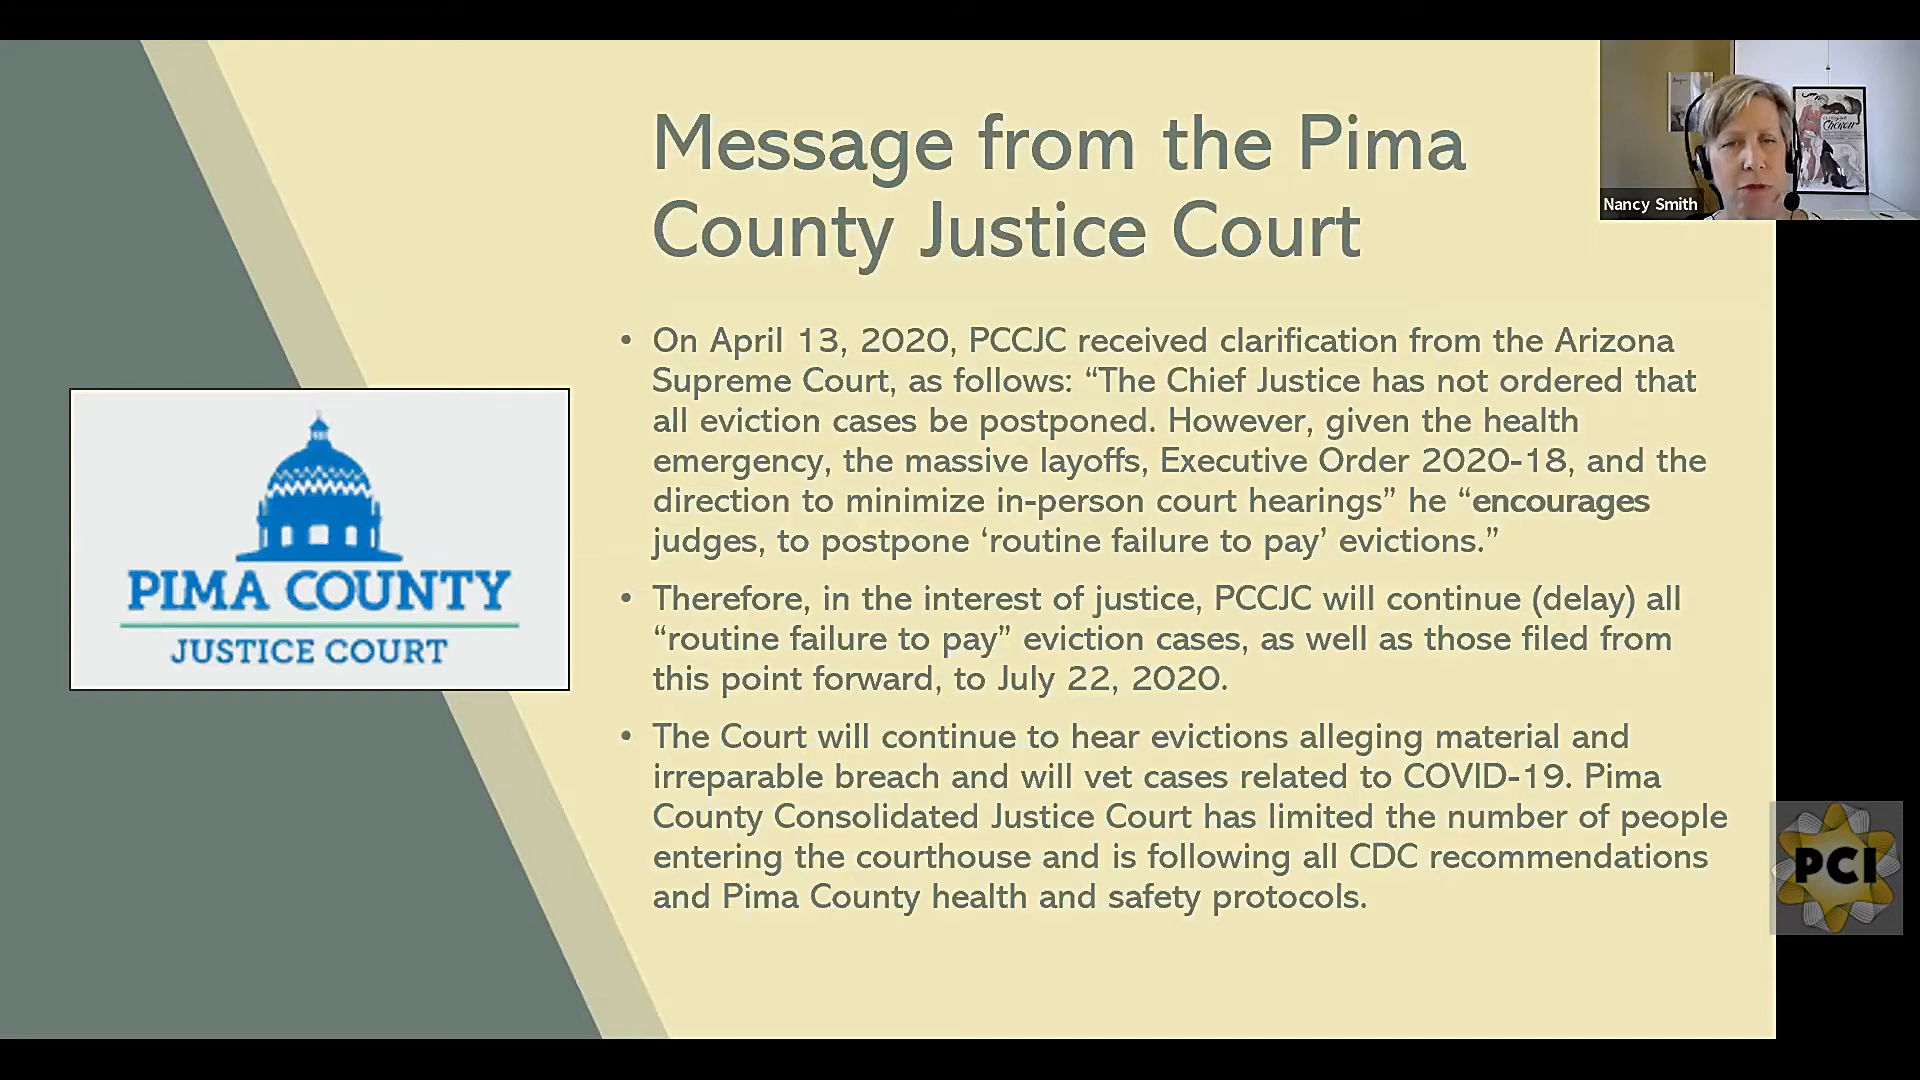 Message from the Pima
County Justice Court
Nancy Smith
• On April 13, 2020, PCCJC received clarification from the Arizona
Supreme Court, as follows: “The Chief Justice has not ordered that
all eviction cases be postponed. However, given the health
emergency, the massive layoffs, Executive Order 2020-18, and the
direction to minimize in-person court hearings” he “encourages
judges, to postpone ‘routine failure to pay’ evictions.”
• Therefore, in the interest of justice, PCCJC will continue (delay) all
“routine failure to pay” eviction cases, as well as those filed from
this point forward, to July 22, 2020.
• The Court will continue to hear evictions alleging material and
irreparable breach and will vet cases related to COVID-19. Pima
County Consolidated Justice Court has limited the number of people
entering the courthouse and is following all CDC recommendations
and Pima County health and safety protocols.
PIMA COUNTY
JUSTICE COURT
PCI